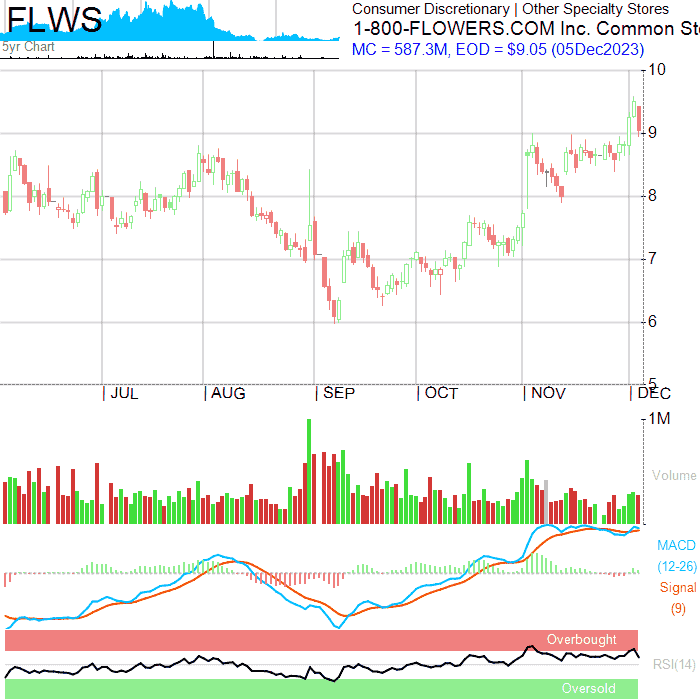 FLWS
5yr Chart
Consumer Discretionary | Other Specialty Stores
1-800-FLOWERS.COM Inc. Common St
MC = 587.3M, EOD = $9.05 (05Dec2023)
10
9
8
7
6
5
JUL
AUG
SEP
OCT
NOV
DEC
1M
Volume
MACD
(12-26)
Signal
(9)
Overbought
RSI(14)
Oversold